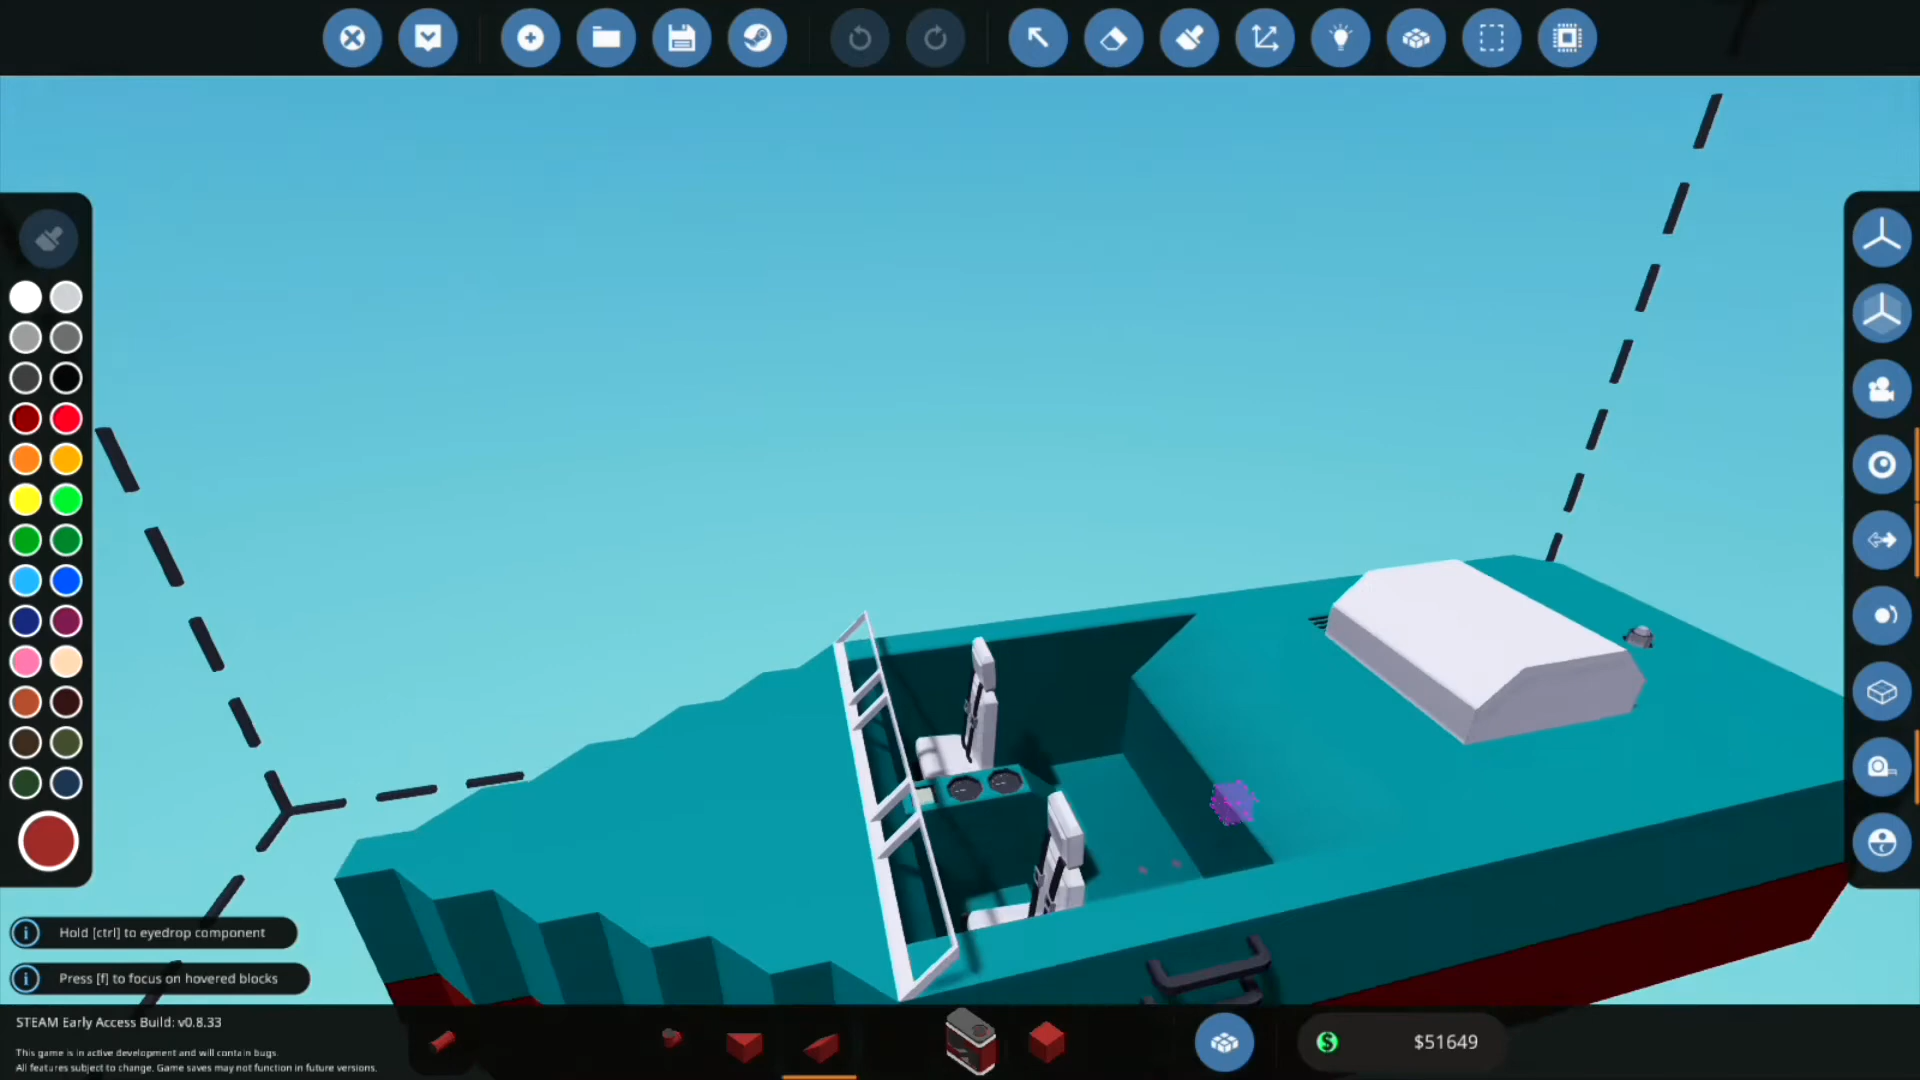 Hold [ctrl] to eyedrop component
Press [f] to focus on hovered blocks
STEAM Early Access Build: v0.8.33
This game is in active development and will contain bugs.
All features subject to change. Game saves may not function in future versions.
$51649